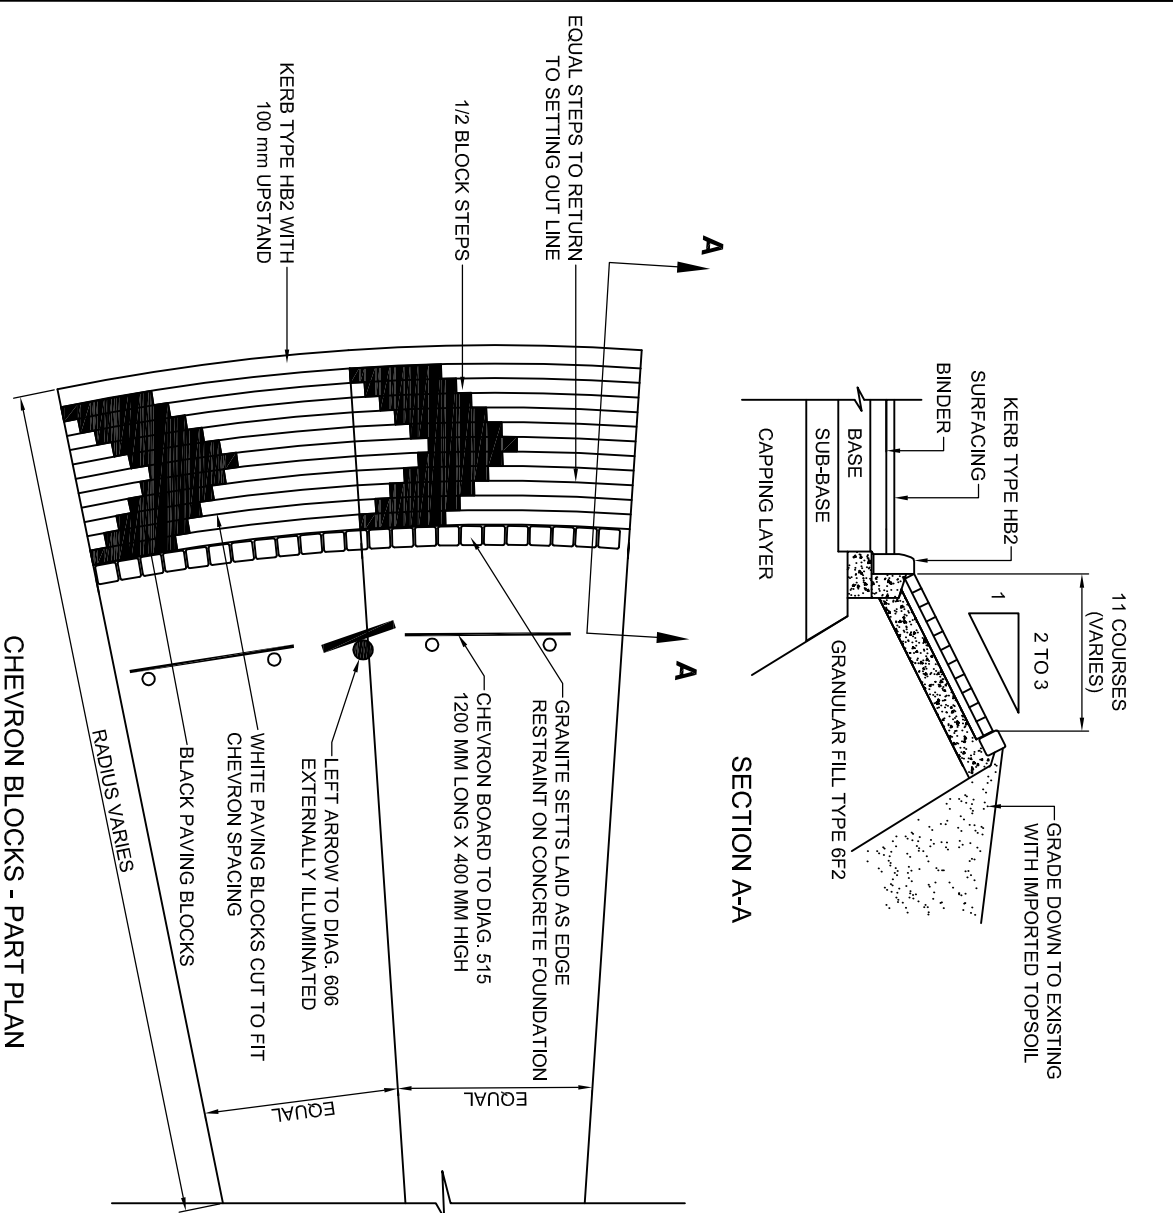 EQUAL STEPS TO RETURN
TO SETTING OUT LINE
1/2 BLOCK STEPS
KERB TYPE HB2 WITH
100 mm UPSTAND
A
A
GRANITE SETTS LAID AS EDGE
RESTRAINT ON CONCRETE FOUNDATION
CHEVRON BOARD TO DIAG. 515
1200 MM LONG X 400 MM HIGH
LEFT ARROW TO DIAG. 606
EXTERNALLY ILLUMINATED
WHITE PAVING BLOCKS CUT TO FIT
CHEVRON SPACING
BLACK PAVING BLOCKS
RADIUS VARIES
EQUAL
EQUAL
CHEVRON BLOCKS - PART PLAN
11 COURSES
(VARIES)
2 TO 3
1
KERB TYPE HB2
SURFACING
BINDER
BASE
SUB-BASE
CAPPING LAYER
GRANULAR FILL TYPE 6F2
GRADE DOWN TO EXISTING
WITH IMPORTED TOPSOIL
SECTION A-A